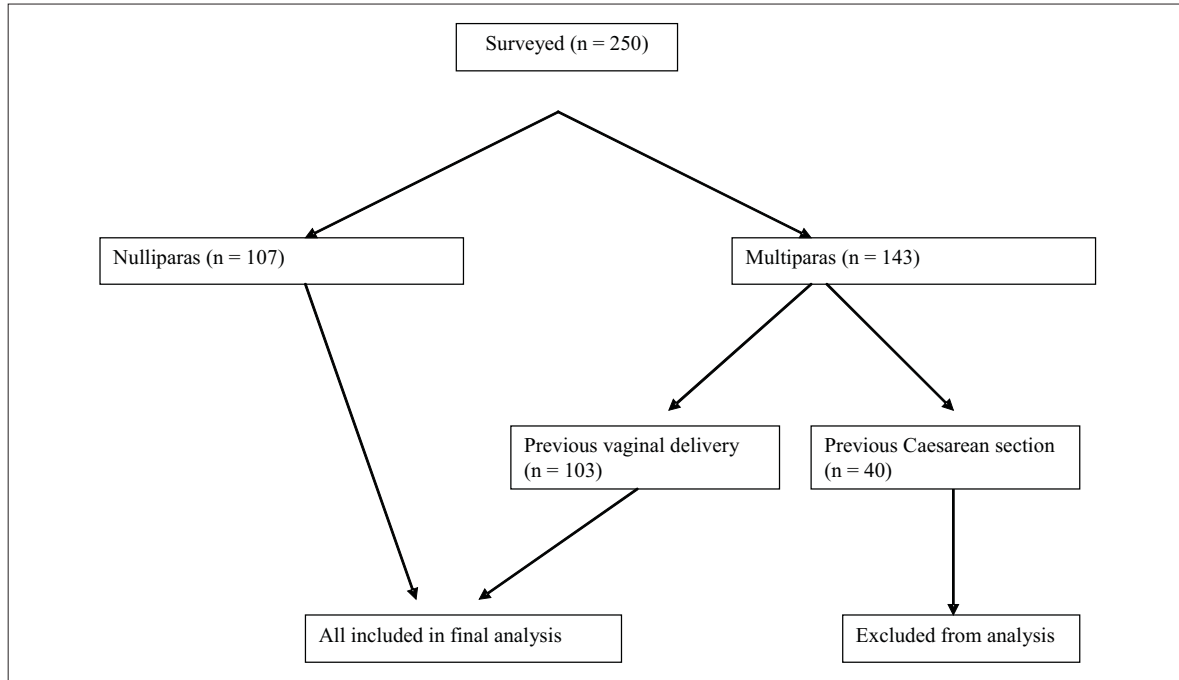 Surveyed (n = 250)
Nulliparas (n = 107)
Multiparas (n = 143)
Previous vaginal delivery
(n = 103)
Previous Caesarean section
(n = 40)
All included in final analysis
Excluded from analysis